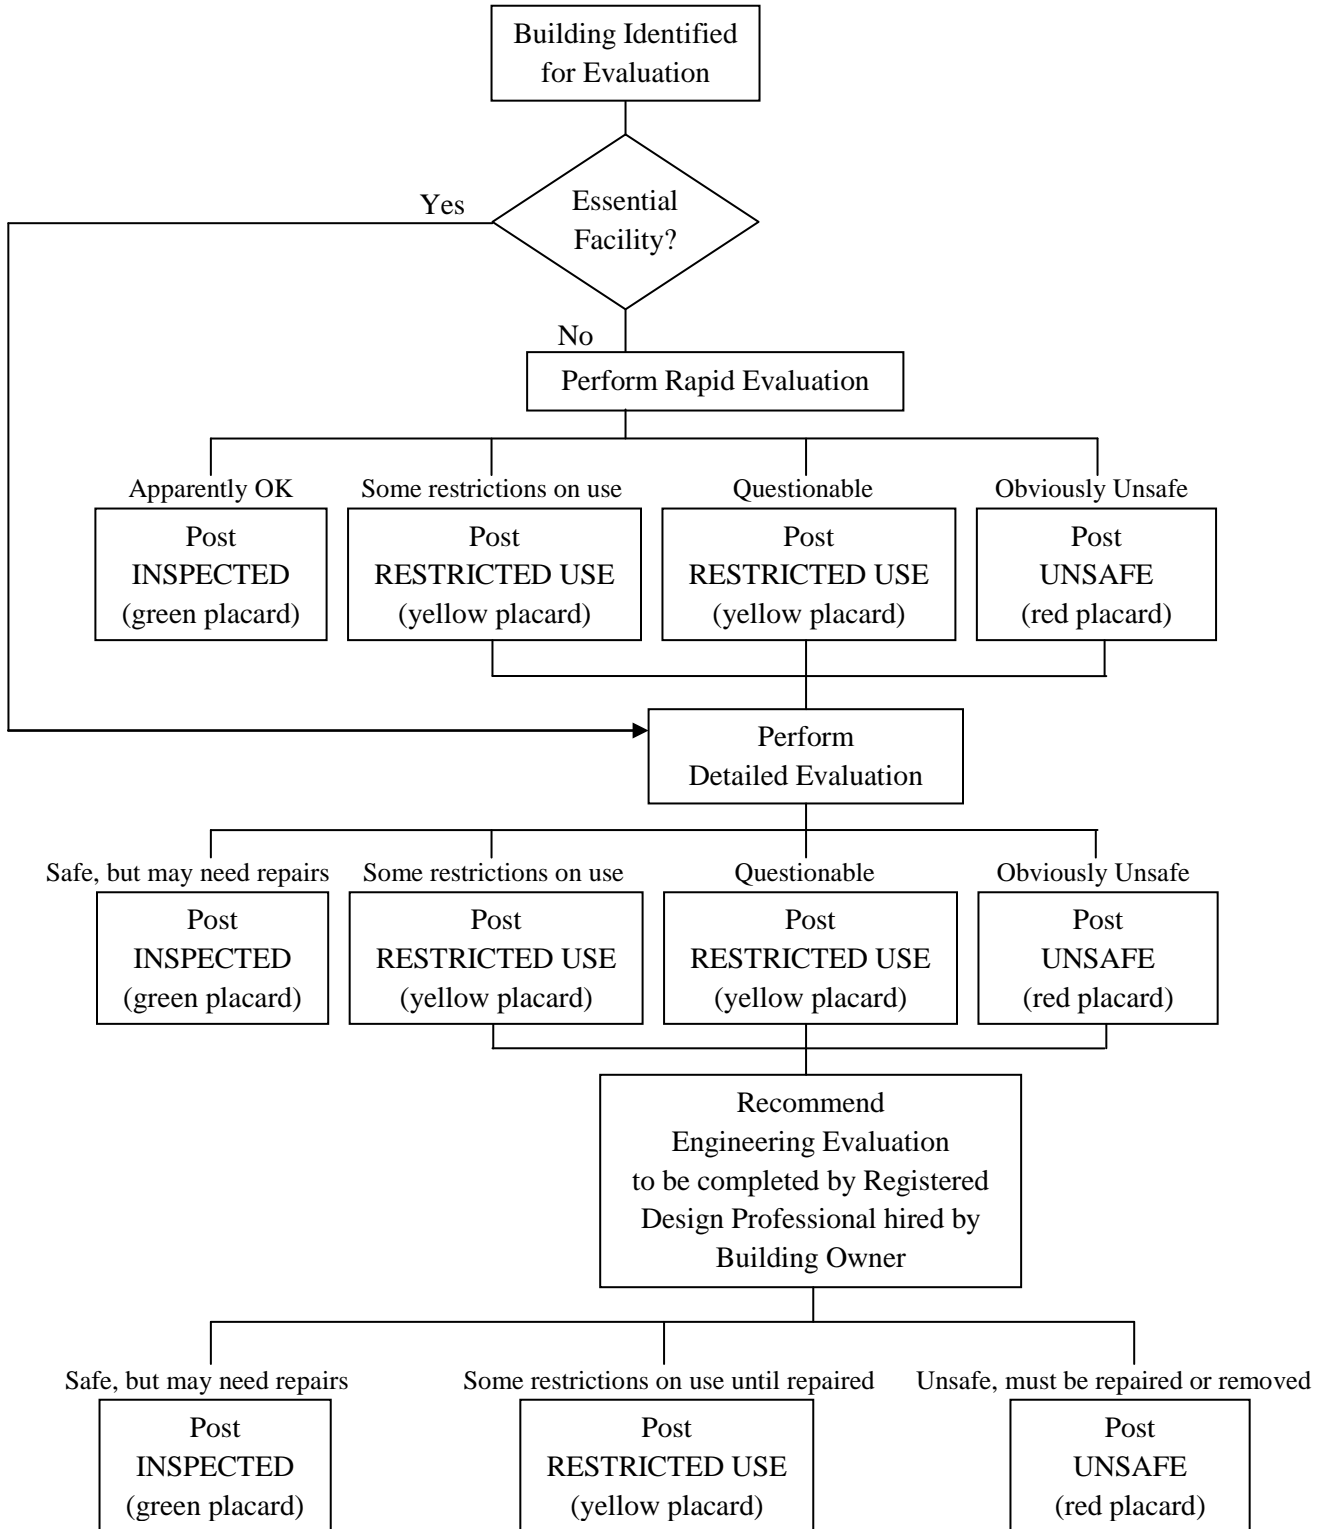 Building Identified
for Evaluation
Essential
Facility?
Yes
No
Perform Rapid Evaluation
Apparently OK
Some restrictions on use
Questionable
Obviously Unsafe
Post
INSPECTED
(green placard)
Post
RESTRICTED USE
(yellow placard)
Post
RESTRICTED USE
(yellow placard)
Post
UNSAFE
(red placard)
Perform
Detailed Evaluation
Safe, but may need repairs
Some restrictions on use
Questionable
Obviously Unsafe
Post
INSPECTED
(green placard)
Post
RESTRICTED USE
(yellow placard)
Post
RESTRICTED USE
(yellow placard)
Post
UNSAFE
(red placard)
Recommend
Engineering Evaluation
to be completed by Registered
Design Professional hired by
Building Owner
Safe, but may need repairs
Some restrictions on use until repaired
Unsafe, must be repaired or removed
Post
INSPECTED
(green placard)
Post
RESTRICTED USE
(yellow placard)
Post
UNSAFE
(red placard)